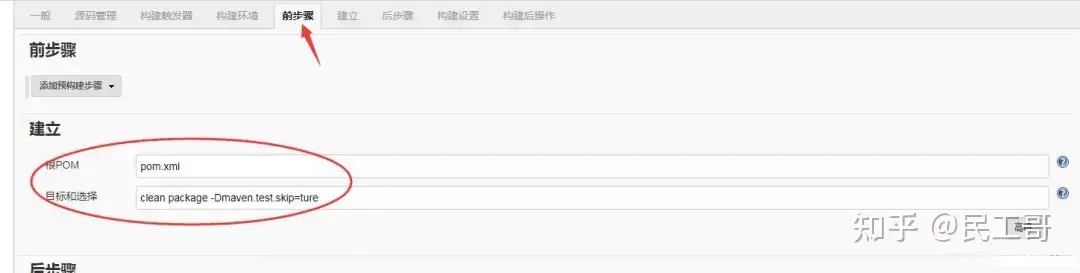 一般 源码管理 构建触发器 构建环境 前步骤 建立 后步骤 构建设置 构建后操作
前步骤
添加预构建步骤
建立
根POM pom.xml
目标和选择 clean package -Dmaven.test.skip=ture
知乎 @民工哥
后步骤